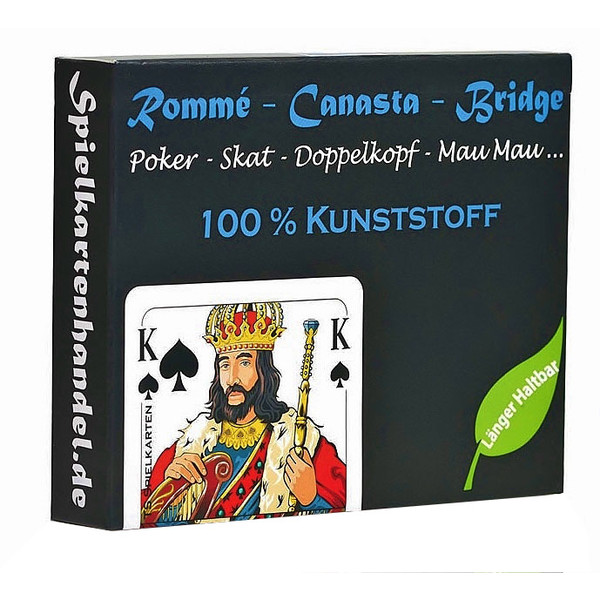 Spielkartenhandel.de
Rommé - Canasta - Bridge
Poker - Skat - Doppelkopf - Mau Mau ...
100 % KUNSTSTOFF
K
K
SPIELKARTEN
Länger Haltbar